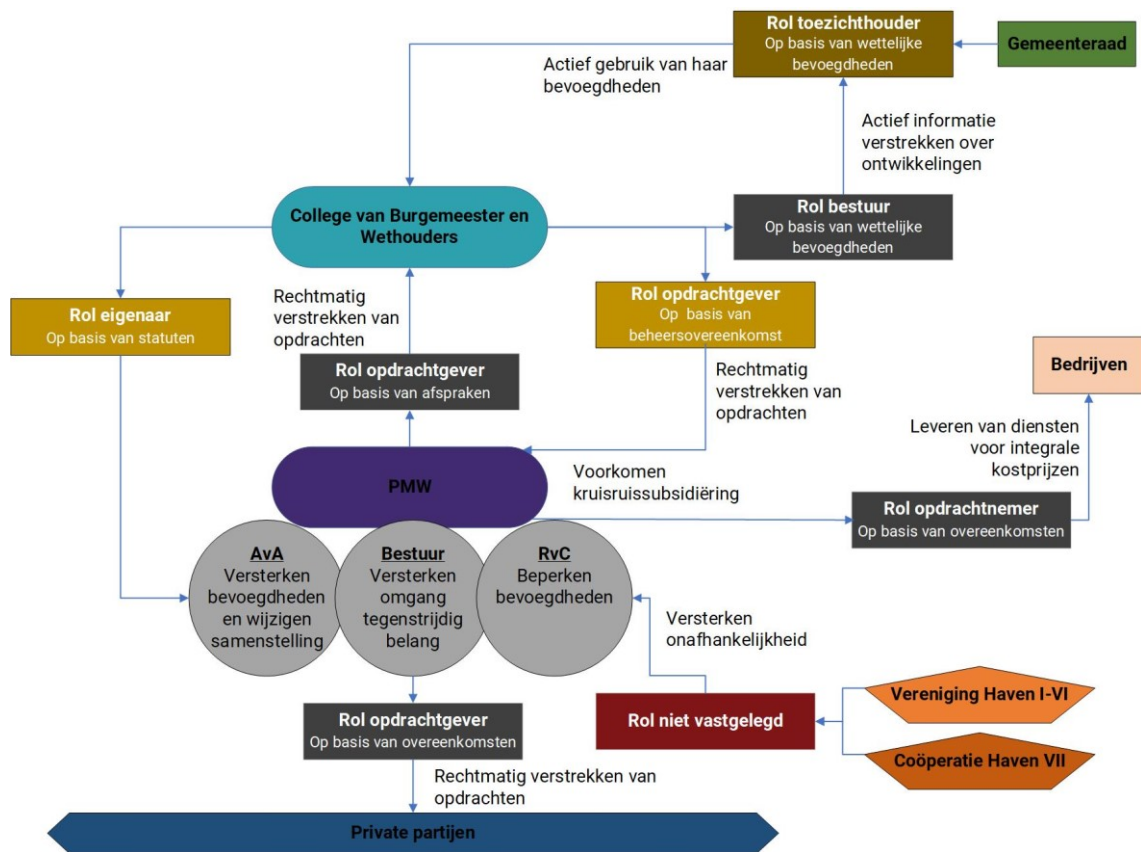 Rol toezichthouder
Op basis van wettelijke
bevoegdheden
Gemeenteraad
Actief gebruik van haar
bevoegdheden
Actief informatie
verstrekken over
ontwikkelingen
College van Burgemeester en
Wethouders
Rol bestuur
Op basis van wettelijke
bevoegdheden
Rol eigenaar
Op basis van statuten
Rechtmatig
verstrekken van
opdrachten
Rol opdrachtgever
Op basis van
beheersovereenkomst
Rol opdrachtgever
Op basis van afspraken
Rechtmatig
verstrekken van
opdrachten
Bedrijven
Leveren van diensten
voor integrale
kostprijzen
PMW
Voorkomen
kruisruissubsidiëring
Rol opdrachtnemer
Op basis van overeenkomsten
AvA
Versterken
bevoegdheden
en wijzigen
samenstelling
Bestuur
Versterken
omgang
tegenstrijdig
belang
RvC
Beperken
bevoegdheden
Versterken
onafhankelijkheid
Vereniging Haven I-VI
Rol opdrachtgever
Op basis van overeenkomsten
Rol niet vastgelegd
Coöperatie Haven VII
Rechtmatig verstrekken van
opdrachten
Private partijen